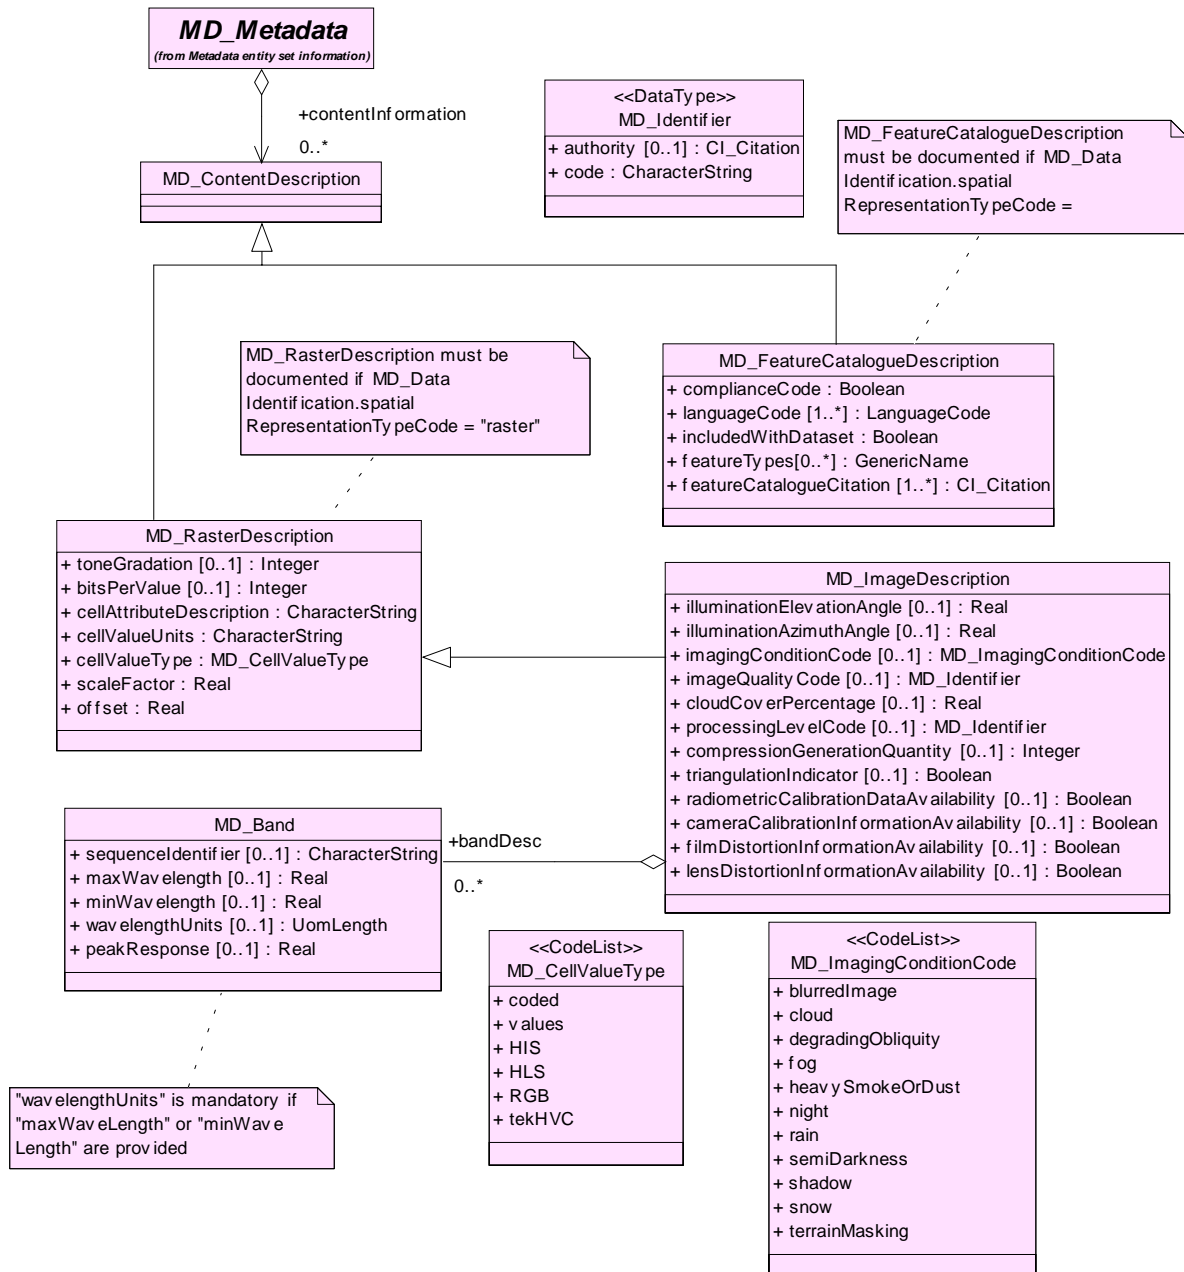 MD_Metadata
(from Metadata entity set information)
+contentInformation
0..*
MD_ContentDescription
<<DataType>>
MD_Identifier
+ authority [0..1] : CI_Citation
+ code : CharacterString
MD_FeatureCatalogueDescription
must be documented if MD_Data
Identification.spatial
RepresentationTypeCode =
MD_RasterDescription must be
documented if MD_Data
Identification.spatial
RepresentationTypeCode = "raster"
MD_FeatureCatalogueDescription
+ complianceCode : Boolean
+ languageCode [1..*] : LanguageCode
+ includedWithDataset : Boolean
+ featureTypes[0..*] : GenericName
+ featureCatalogueCitation [1..*] : CI_Citation
MD_RasterDescription
+ toneGradation [0..1] : Integer
+ bitsPerValue [0..1] : Integer
+ cellAttributeDescription : CharacterString
+ cellValueUnits : CharacterString
+ cellValueType : MD_CellValueType
+ scaleFactor : Real
+ offset : Real
MD_ImageDescription
+ illuminationElevationAngle [0..1] : Real
+ illuminationAzimuthAngle [0..1] : Real
+ imagingConditionCode [0..1] : MD_ImagingConditionCode
+ imageQualityCode [0..1] : MD_Identifier
+ cloudCoverPercentage [0..1] : Real
+ processingLevelCode [0..1] : MD_Identifier
+ compressionGenerationQuantity [0..1] : Integer
+ triangulationIndicator [0..1] : Boolean
+ radiometricCalibrationDataAvailability [0..1] : Boolean
+ cameraCalibrationInformationAvailability [0..1] : Boolean
+ filmDistortionInformationAvailability [0..1] : Boolean
+ lensDistortionInformationAvailability [0..1] : Boolean
MD_Band
+ sequenceIdentifier [0..1] : CharacterString
+ maxWavelength [0..1] : Real
+ minWavelength [0..1] : Real
+ wavelengthUnits [0..1] : UomLength
+ peakResponse [0..1] : Real
+bandDesc
0..*
<<CodeList>>
MD_CellValueType
+ coded
+ values
+ HIS
+ HLS
+ RGB
+ tekHVC
<<CodeList>>
MD_ImagingConditionCode
+ blurredImage
+ cloud
+ degradingObliquity
+ fog
+ heavySmokeOrDust
+ night
+ rain
+ semiDarkness
+ shadow
+ snow
+ terrainMasking
"wavelengthUnits" is mandatory if
"maxWaveLength" or "minWave
Length" are provided